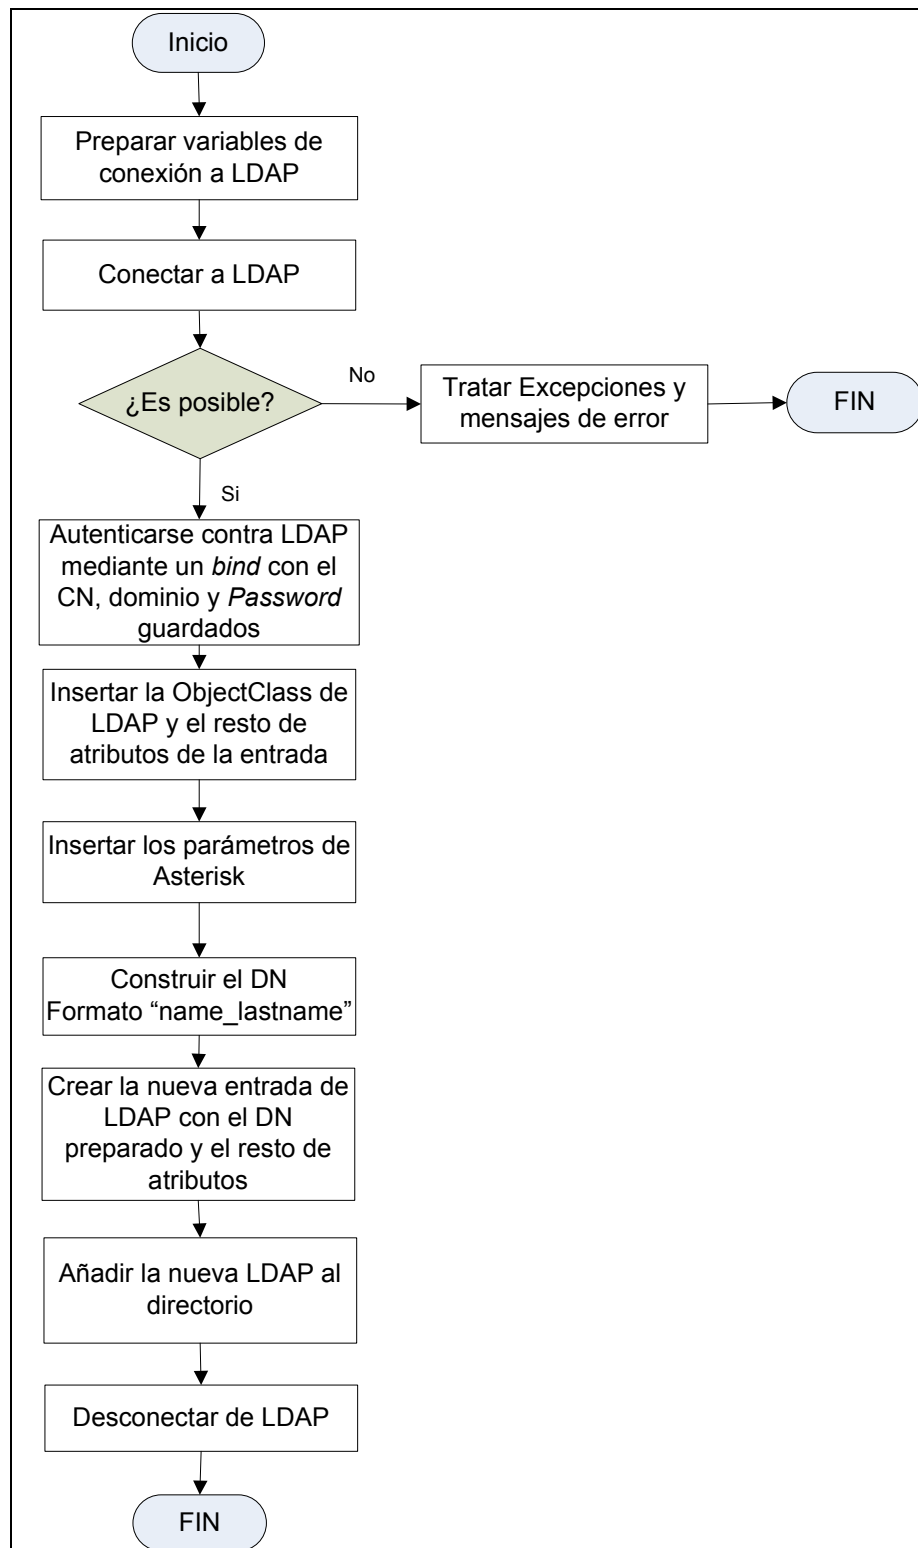 Inicio
Preparar variables de
conexión a LDAP
Conectar a LDAP
¿Es posible?
No
Tratar Excepciones y
mensajes de error
FIN
Si
Autenticarse contra LDAP
mediante un bind con el
CN, dominio y Password
guardados
Insertar la ObjectClass de
LDAP y el resto de
atributos de la entrada
Insertar los parámetros de
Asterisk
Construir el DN
Formato “name_lastname”
Crear la nueva entrada de
LDAP con el DN
preparado y el resto de
atributos
Añadir la nueva LDAP al
directorio
Desconectar de LDAP
FIN